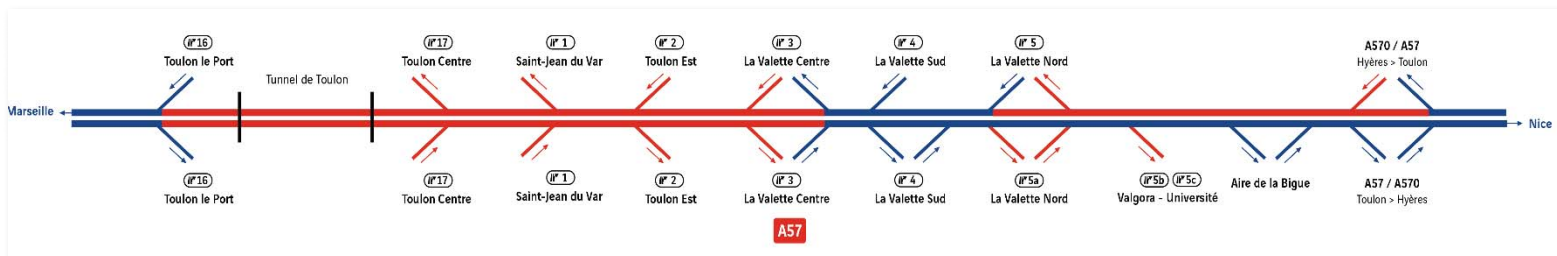 n°16
Toulon le Port
Tunnel de Toulon
n°17
Toulon Centre
n°1
Saint-Jean du Var
n°2
Toulon Est
n°3
La Valette Centre
n°4
La Valette Sud
n°5
La Valette Nord
A570 / A57
Hyères > Toulon
Marseille
Nice
n°16
Toulon le Port
n°17
Toulon Centre
n°1
Saint-Jean du Var
n°2
Toulon Est
n°3
La Valette Centre
n°4
La Valette Sud
n°5a
La Valette Nord
n°5b n°5c
Valgora - Université
Aire de la Bigue
A57 / A570
Toulon > Hyères
A57